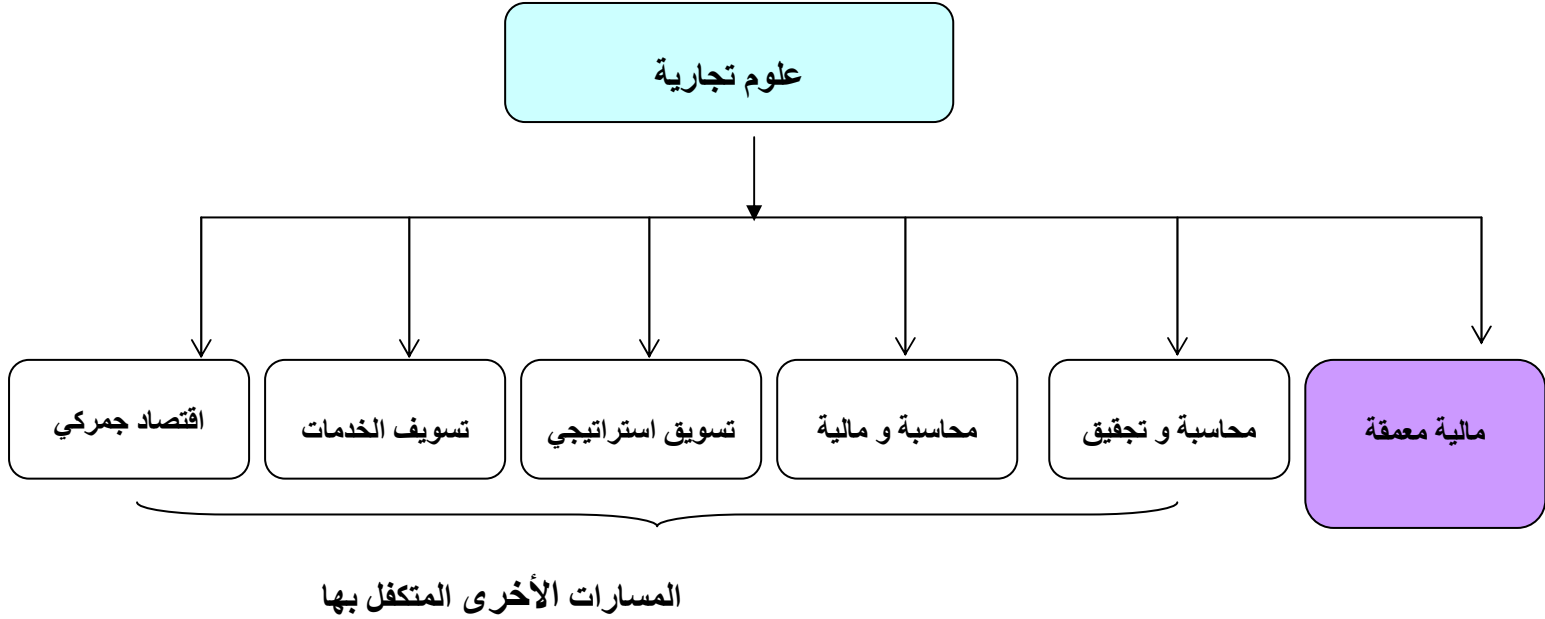 علوم تجارية
مالية معمقة
محاسبة و تجقيق
محاسبة و مالية
تسويق استراتيجي
تسويف الخدمات
اقتصاد جمركي
المسارات الأخرى المتكفل بها